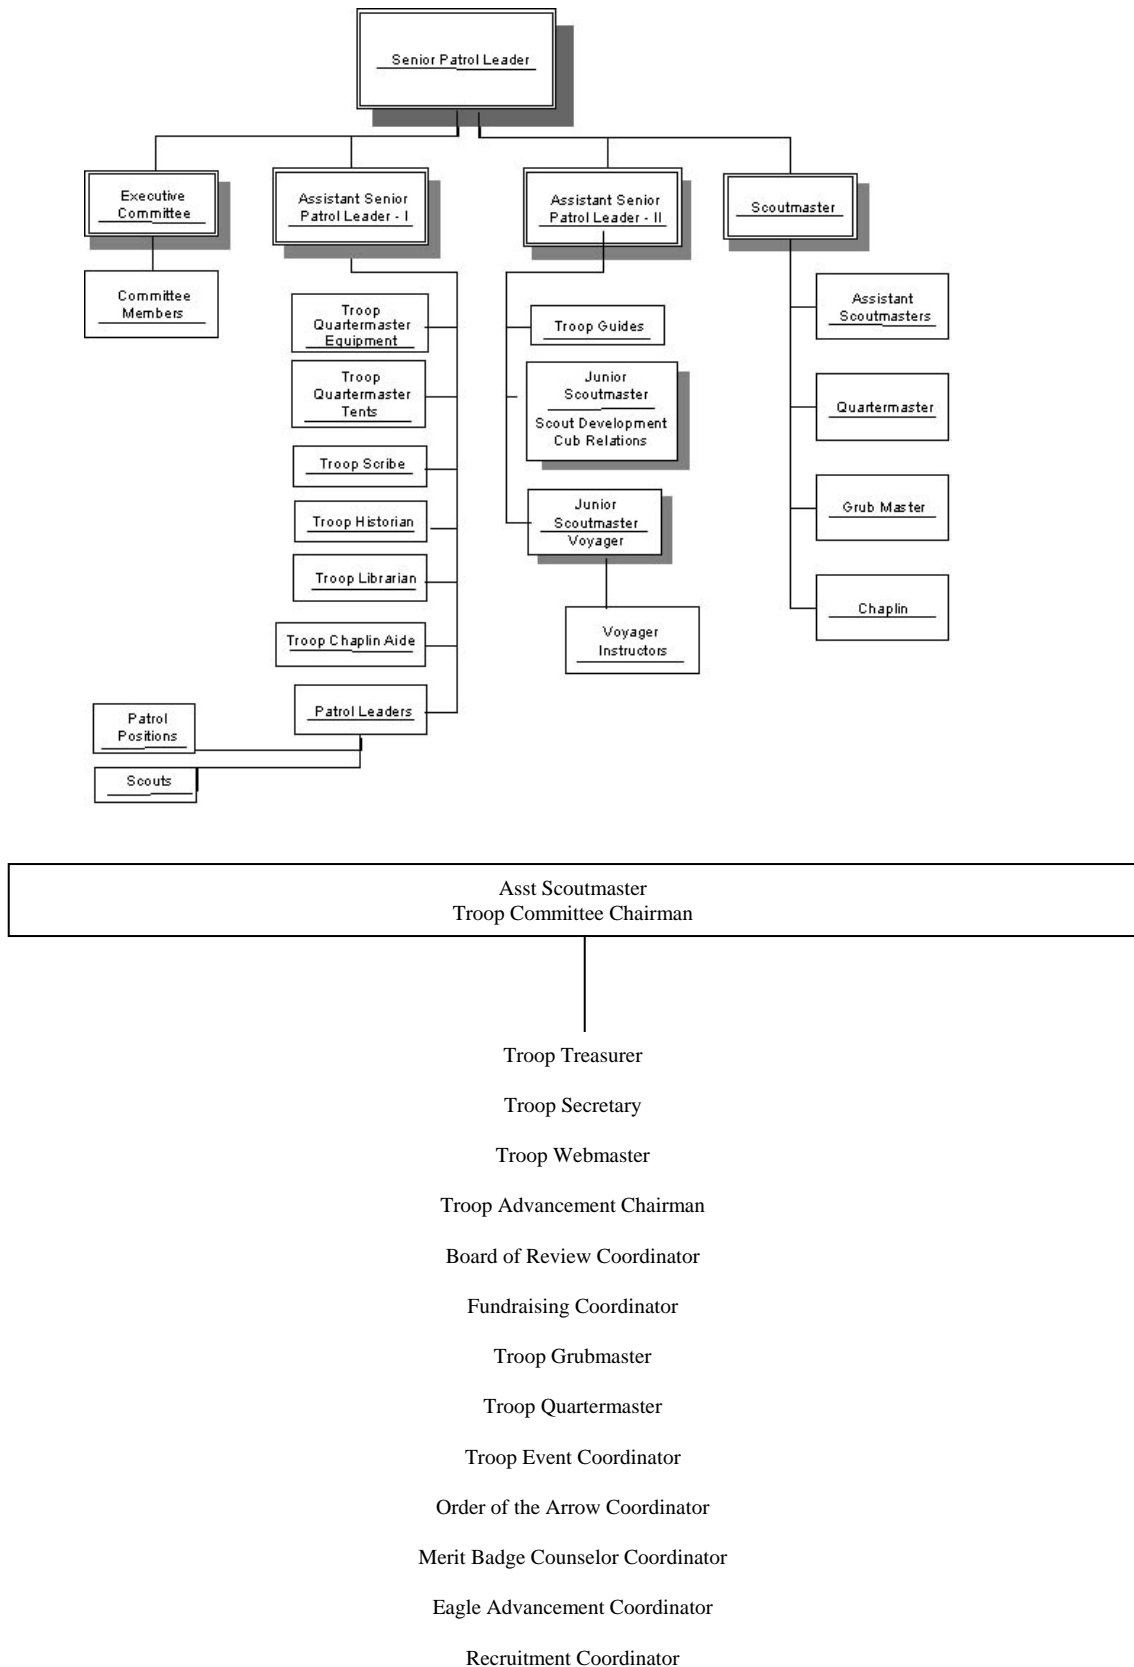 Senior Patrol Leader
Executive
Committee
Assistant Senior
Patrol Leader - I
Assistant Senior
Patrol Leader - II
Scoutmaster
Committee
Members
Troop
Quartermaster
Equipment
Troop
Quartermaster
Tents
Troop Scribe
Troop Historian
Troop Librarian
Troop Chaplin Aide
Patrol Leaders
Patrol
Positions
Scouts
Troop Guides
Junior
Scoutmaster
Scout Development
Cub Relations
Junior
Scoutmaster
Voyager
Voyager
Instructors
Assistant
Scoutmasters
Quartermaster
Grub Master
Chaplin
Asst Scoutmaster
Troop Committee Chairman
Troop Treasurer
Troop Secretary
Troop Webmaster
Troop Advancement Chairman
Board of Review Coordinator
Fundraising Coordinator
Troop Grubmaster
Troop Quartermaster
Troop Event Coordinator
Order of the Arrow Coordinator
Merit Badge Counselor Coordinator
Eagle Advancement Coordinator
Recruitment Coordinator